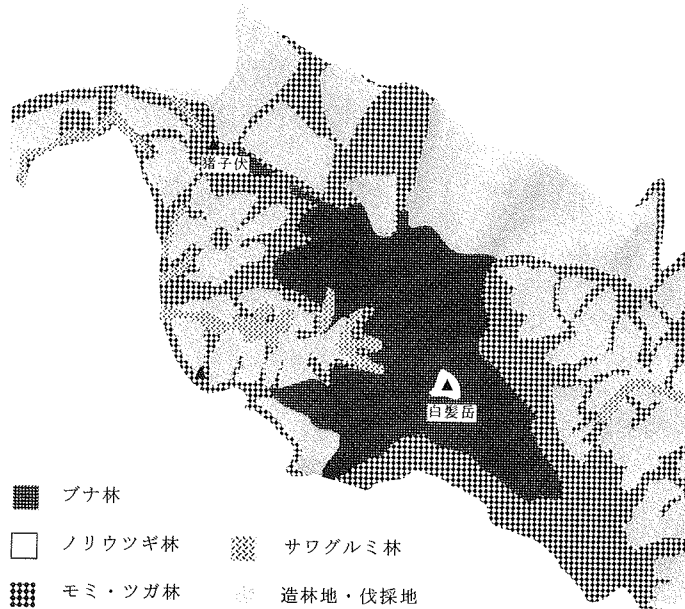 猪子伏
白髪岳
ブナ林
ノリウツギ林
サワグルミ林
モミ・ツガ林
造林地・伐採地